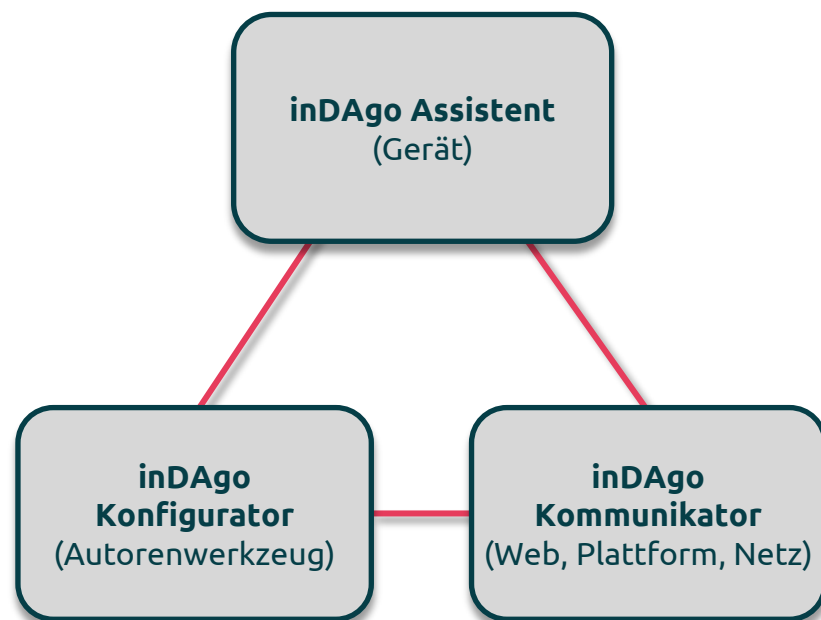 inDAgo Assistent
(Gerät)
inDAgo
Konfigurator
(Autorenwerkzeug)
inDAgo
Kommunikator
(Web, Plattform, Netz)